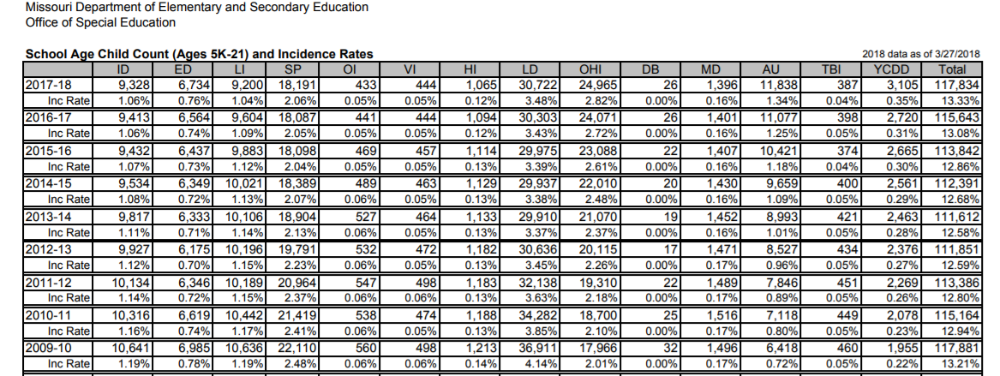 Missouri Department of Elementary and Secondary Education
Office of Special Education
School Age Child Count (Ages 5K-21) and Incidence Rates 2018 data as of 3/27/2018
ID ED LI SP OI VI HI LD OHI DB MD AU TBI YCDD Total
2017-18 9,328 6,734 9,200 18,191 433 444 1,065 30,722 24,965 26 1,396 11,838 387 3,105 117,834
Inc Rate 1.06% 0.76% 1.04% 2.06% 0.05% 0.05% 0.12% 3.48% 2.82% 0.00% 0.16% 1.34% 0.04% 0.35% 13.33%
2016-17 9,413 6,564 9,604 18,087 441 444 1,094 30,303 24,071 26 1,401 11,077 398 2,720 115,643
Inc Rate 1.06% 0.74% 1.09% 2.05% 0.05% 0.05% 0.12% 3.43% 2.72% 0.00% 0.16% 1.25% 0.05% 0.31% 13.08%
2015-16 9,432 6,437 9,883 18,098 469 457 1,114 29,975 23,088 22 1,407 10,421 374 2,665 113,842
Inc Rate 1.07% 0.73% 1.12% 2.04% 0.05% 0.05% 0.13% 3.39% 2.61% 0.00% 0.16% 1.18% 0.04% 0.30% 12.86%
2014-15 9,534 6,349 10,021 18,389 489 463 1,129 29,937 22,010 20 1,430 9,659 400 2,561 112,391
Inc Rate 1.08% 0.72% 1.13% 2.07% 0.06% 0.05% 0.13% 3.38% 2.48% 0.00% 0.16% 1.09% 0.05% 0.29% 12.68%
2013-14 9,817 6,333 10,106 18,904 527 464 1,133 29,910 21,070 19 1,452 8,993 421 2,463 111,612
Inc Rate 1.11% 0.71% 1.14% 2.13% 0.06% 0.05% 0.13% 3.37% 2.37% 0.00% 0.16% 1.01% 0.05% 0.28% 12.58%
2012-13 9,927 6,175 10,196 19,791 532 472 1,182 30,636 20,115 17 1,471 8,527 434 2,376 111,851
Inc Rate 1.12% 0.70% 1.15% 2.23% 0.06% 0.05% 0.13% 3.45% 2.26% 0.00% 0.17% 0.96% 0.05% 0.27% 12.59%
2011-12 10,134 6,346 10,189 20,964 547 498 1,183 32,138 19,310 22 1,489 7,846 451 2,269 113,386
Inc Rate 1.14% 0.72% 1.15% 2.37% 0.06% 0.06% 0.13% 3.63% 2.18% 0.00% 0.17% 0.89% 0.05% 0.26% 12.80%
2010-11 10,316 6,619 10,442 21,419 538 474 1,188 34,282 18,700 25 1,516 7,118 449 2,078 115,164
Inc Rate 1.16% 0.74% 1.17% 2.41% 0.06% 0.05% 0.13% 3.85% 2.10% 0.00% 0.17% 0.80% 0.05% 0.23% 12.94%
2009-10 10,641 6,985 10,636 22,110 560 498 1,213 36,911 17,966 32 1,496 6,418 460 1,955 117,881
Inc Rate 1.19% 0.78% 1.19% 2.48% 0.06% 0.06% 0.14% 4.14% 2.01% 0.00% 0.17% 0.72% 0.05% 0.22% 13.21%